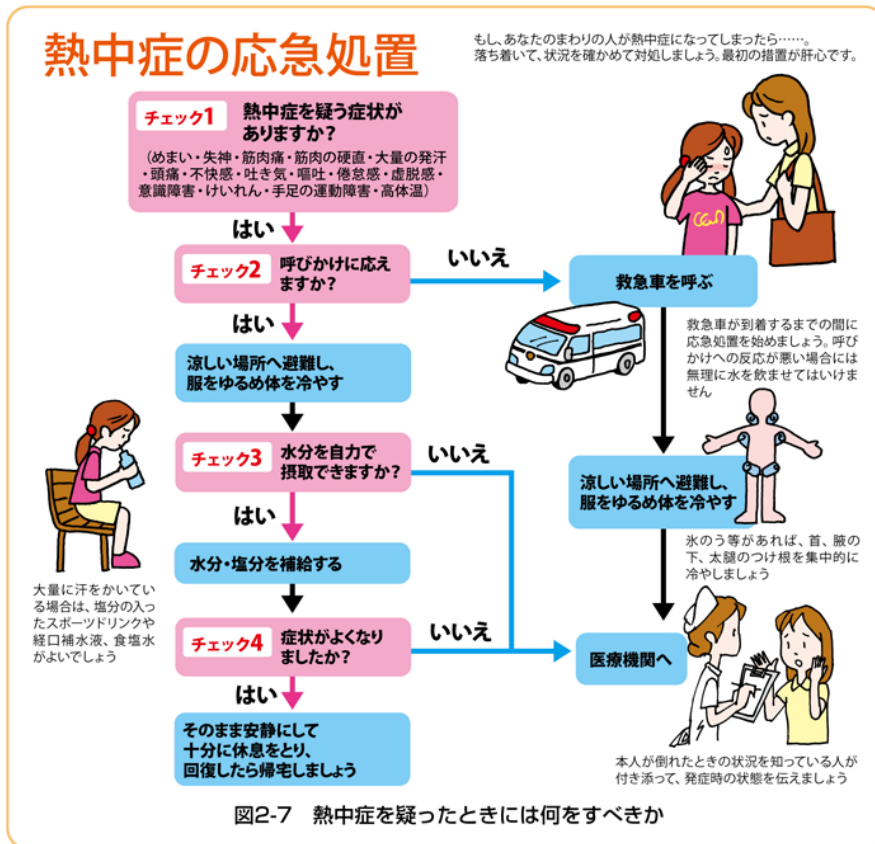 熱中症の応急処置
もし、あなたのまわりの人が熱中症になってしまったら……。
落ち着いて、状況を確かめて対処しましょう。最初の措置が肝心です。
チェック1
熱中症を疑う症状が
ありますか?
(めまい・失神・筋肉痛・筋肉の硬直・大量の発汗
・頭痛・不快感・吐き気・嘔吐・倦怠感・虚脱感・
意識障害・けいれん・手足の運動障害・高体温)
はい
チェック2
呼びかけに応え
ますか?
いいえ
救急車を呼ぶ
はい
救急車が到着するまでの間に
応急処置を始めましょう。呼び
かけへの反応が悪い場合には
無理に水を飲ませてはいけま
せん
涼しい場所へ避難し、
服をゆるめ体を冷やす
チェック3
水分を自力で
摂取できますか?
いいえ
涼しい場所へ避難し、
服をゆるめ体を冷やす
はい
氷のう等があれば、首、腋の
下、太腿のつけ根を集中的に
冷やしましょう
水分・塩分を補給する
大量に汗をかいてい
る場合は、塩分の入っ
たスポーツドリンクや
経口補水液、食塩水
がよいでしょう
チェック4
症状がよくなり
ましたか?
いいえ
医療機関へ
はい
そのまま安静にして
十分に休息をとり、
回復したら帰宅しましょう
本人が倒れたときの状況を知っている人が
付き添って、発症時の状態を伝えましょう
図2-7 熱中症を疑ったときには何をすべきか